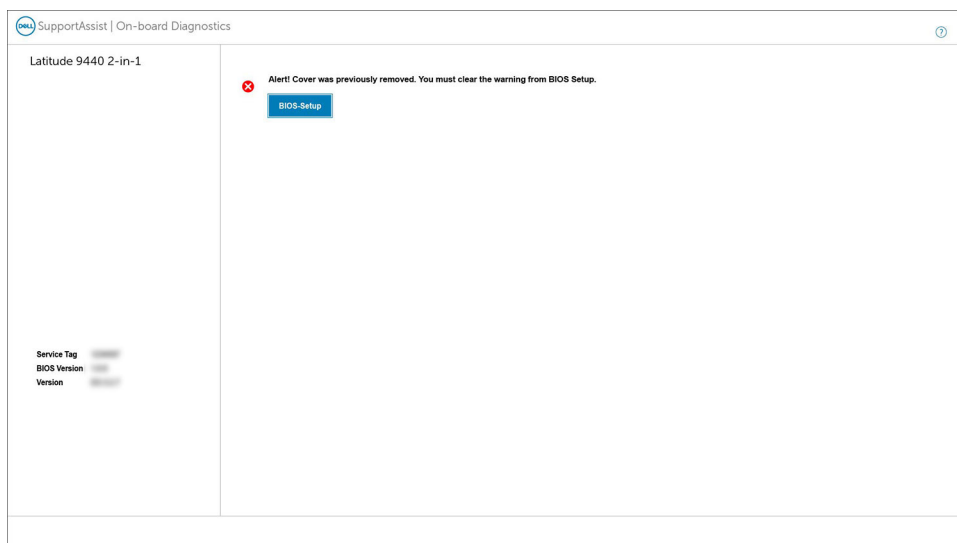 DELL SupportAssist | On-board Diagnostics
?
Latitude 9440 2-in-1
Alert! Cover was previously removed. You must clear the warning from BIOS Setup.
BIOS-Setup
Service Tag
BIOS Version
Version